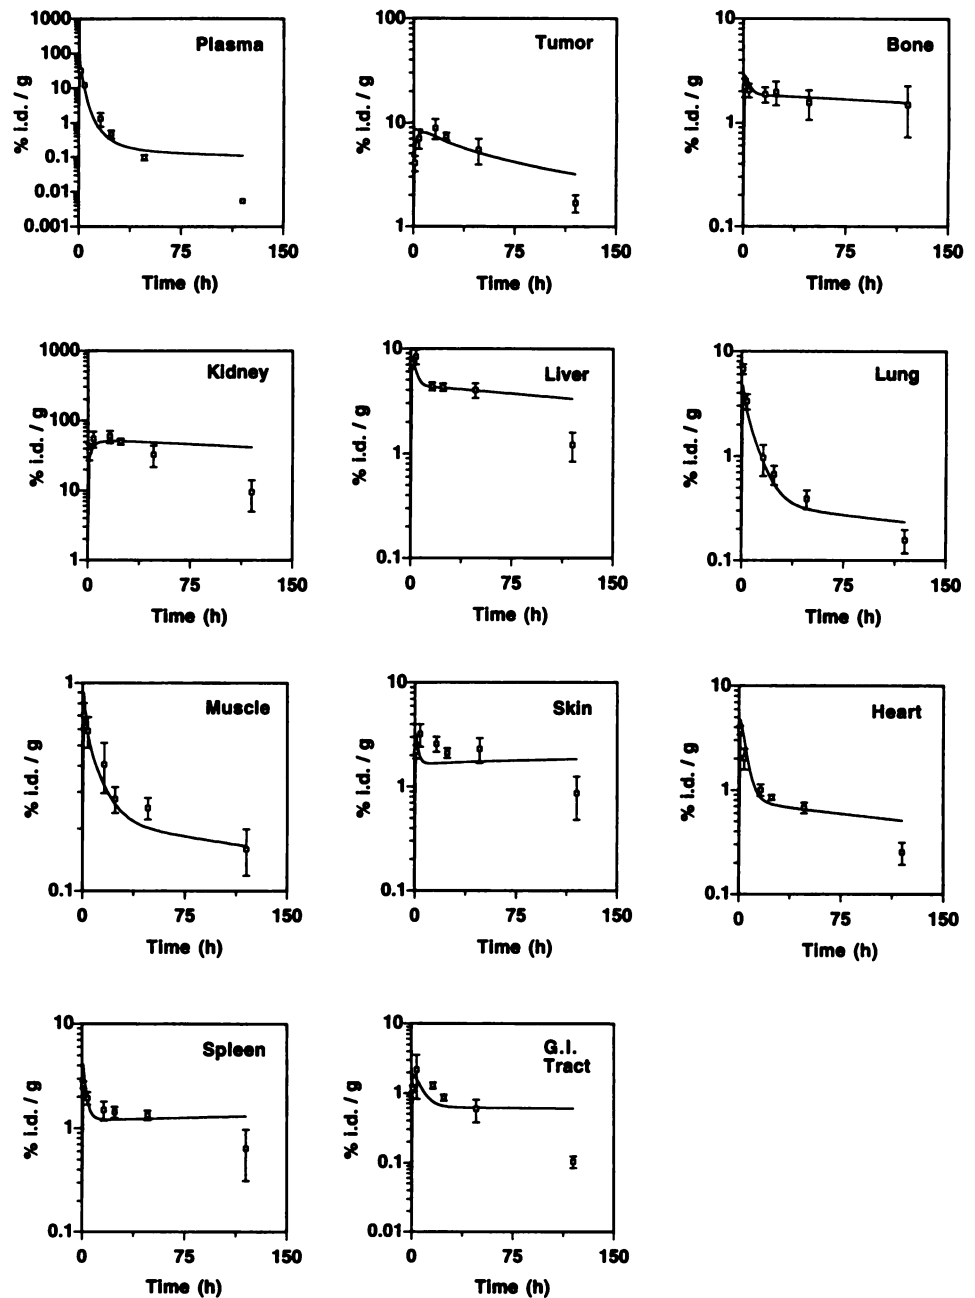 Plasma
% i.d. / g
1000
100
10
1
0.1
0.01
0.001
0
75
150
Time (h)
Tumor
% i.d. / g
100
10
1
0
75
150
Time (h)
Bone
% i.d. / g
10
1
0.1
0
75
150
Time (h)
Kidney
% i.d. / g
1000
100
10
1
0
75
150
Time (h)
Liver
% i.d. / g
10
1
0.1
0
75
150
Time (h)
Lung
% i.d. / g
10
1
0.1
0
75
150
Time (h)
Muscle
% i.d. / g
1
0.1
0
75
150
Time (h)
Skin
% i.d. / g
10
1
0.1
0
75
150
Time (h)
Heart
% i.d. / g
10
1
0.1
0
75
150
Time (h)
Spleen
% i.d. / g
10
1
0.1
0
75
150
Time (h)
G.I.
Tract
% i.d. / g
10
1
0.1
0.01
0
75
150
Time (h)